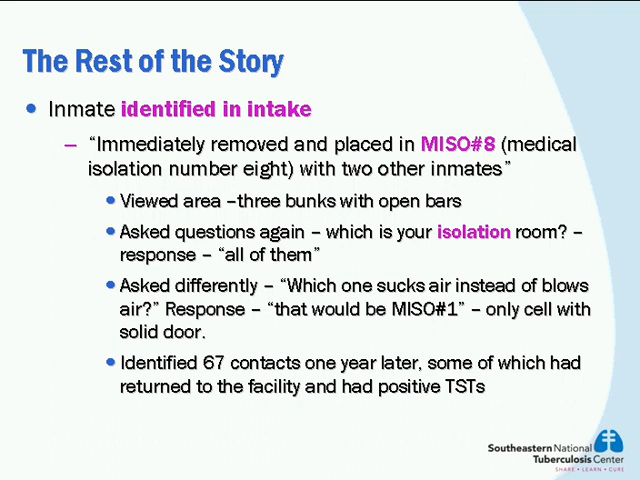 The Rest of the Story
• Inmate identified in intake
– “Immediately removed and placed in MISO#8 (medical
isolation number eight) with two other inmates”
• Viewed area –three bunks with open bars
• Asked questions again – which is your isolation room? –
response – “all of them”
• Asked differently – “Which one sucks air instead of blows
air?” Response – “that would be MISO#1” – only cell with
solid door.
• Identified 67 contacts one year later, some of which had
returned to the facility and had positive TSTs
Southeastern National
Tuberculosis Center
SHARE • LEARN • CURE